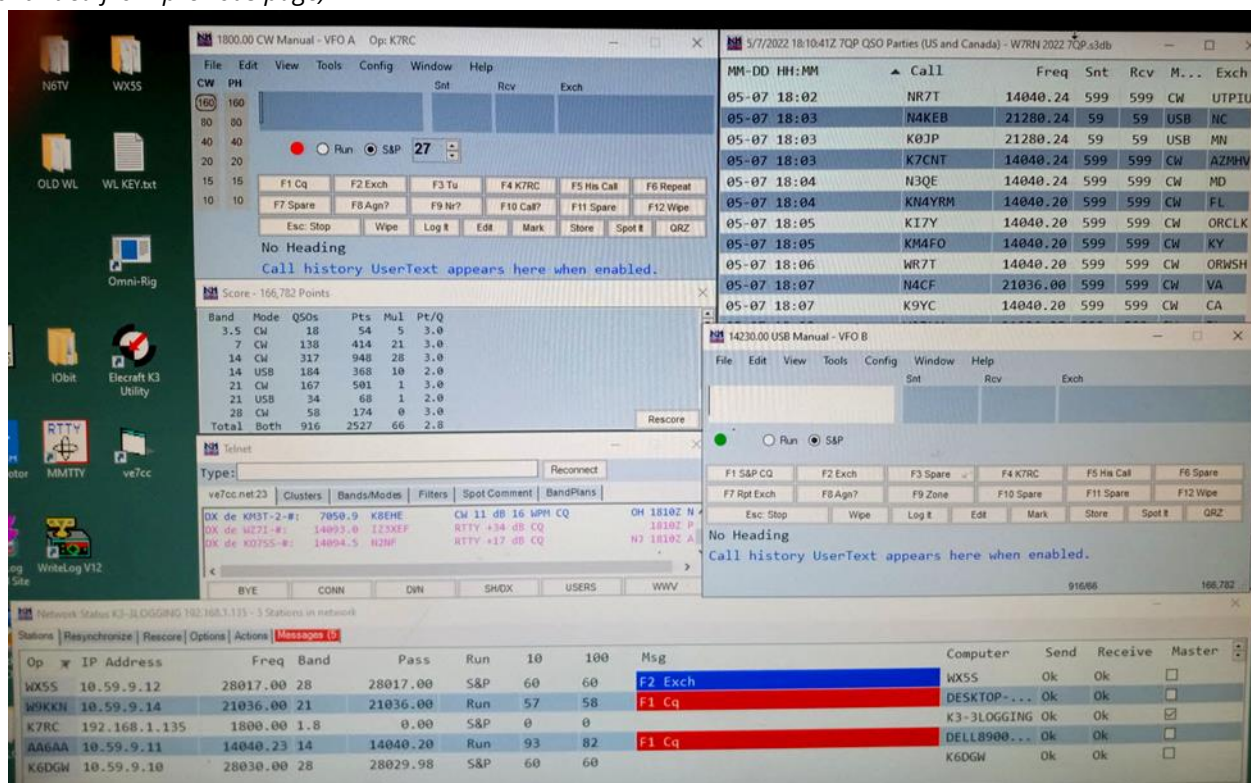 1800.00 CW Manual - VFO A Op: K7RC
File Edit View Tools Config Window Help
CW PH
Snt Rcv Exch
160 160
80 80
40 40
20 20
15 15
10 10
Run S&P 27
F1 Cq F2 Exch F3 Tu F4 K7RC F5 His Call F6 Repeat
F7 Spare F8 Agn? F9 Nr? F10 Call? F11 Spare F12 Wipe
Esc: Stop Wipe Log It Edit Mark Store Spot It QRZ
No Heading
Call history UserText appears here when enabled.
N6TV WX5S
OLD WL WL KEY.txt
Omni-Rig
IObit Elecraft K3 Utility
RTTY
MMTTY ve7cc
WriteLog V12
Site
Score - 166,782 Points
Band Mode QSOs Pts Mul Pt/Q
3.5 CW 18 54 5 3.0
7 CW 138 414 21 3.0
14 CW 317 948 28 3.0
14 USB 184 368 10 2.0
21 CW 167 501 1 3.0
21 USB 34 68 1 2.0
28 CW 58 174 0 3.0
Total Both 916 2527 66 2.8
Rescore
Telnet
Type: Reconnect
ve7cc.net:23 Clusters Bands/Modes Filters Spot Comment BandPlans
DX de KM3T-2-#: 7050.9 K8EHE CW 11 dB 16 WPM CQ OH 1810Z N
DX de WZ7I-#: 14093.0 IZ3XEF RTTY +34 dB CQ 1810Z P
DX de KO7SS-#: 14094.5 N2NF RTTY +17 dB CQ NJ 1810Z A
BYE CONN DVN SH/DX USERS WWV
5/7/2022 18:10:41Z 7QP QSO Parties (US and Canada) - W7RN 2022 7QP.s3db
MM-DD HH:MM Call Freq Snt Rcv M... Exch
05-07 18:02 NR7T 14040.24 599 599 CW UTPIU
05-07 18:03 N4KEB 21280.24 59 59 USB NC
05-07 18:03 K0JP 21280.24 59 59 USB MN
05-07 18:03 K7CNT 14040.24 599 599 CW AZMHV
05-07 18:04 N3QE 14040.24 599 599 CW MD
05-07 18:04 KN4YRM 14040.20 599 599 CW FL
05-07 18:05 KI7Y 14040.20 599 599 CW ORCLK
05-07 18:05 KM4FO 14040.20 599 599 CW KY
05-07 18:06 WR7T 14040.20 599 599 CW ORWSH
05-07 18:07 N4CF 21036.00 599 599 CW VA
05-07 18:07 K9YC 14040.20 599 599 CW CA
14230.00 USB Manual - VFO B
File Edit View Tools Config Window Help
Snt Rcv Exch
Run S&P
F1 S&P CQ F2 Exch F3 Spare F4 K7RC F5 His Call F6 Spare
F7 Rpt Exch F8 Agn? F9 Zone F10 Spare F11 Spare F12 Wipe
Esc: Stop Wipe Log It Edit Mark Store Spot It QRZ
No Heading
Call history UserText appears here when enabled.
916/66 166,782
Network Status K3-3LOGGING 192.168.1.135 - 5 Stations in network
Stations Resynchronize Rescore Options Actions Messages (5)
Op IP Address Freq Band Pass Run 10 100 Msg Computer Send Receive Master
WX5S 10.59.9.12 28017.00 28 28017.00 S&P 60 60 F2 Exch WX5S Ok Ok
W9KKN 10.59.9.14 21036.00 21 21036.00 Run 57 58 F1 Cq DESKTOP-... Ok Ok
K7RC 192.168.1.135 1800.00 1.8 0.00 S&P 0 0 K3-3LOGGING Ok Ok
AA6AA 10.59.9.11 14040.23 14 14040.20 Run 93 82 F1 Cq DELL8900... Ok Ok
K6DGW 10.59.9.10 28030.00 28 28029.98 S&P 60 60 K6DGW Ok Ok